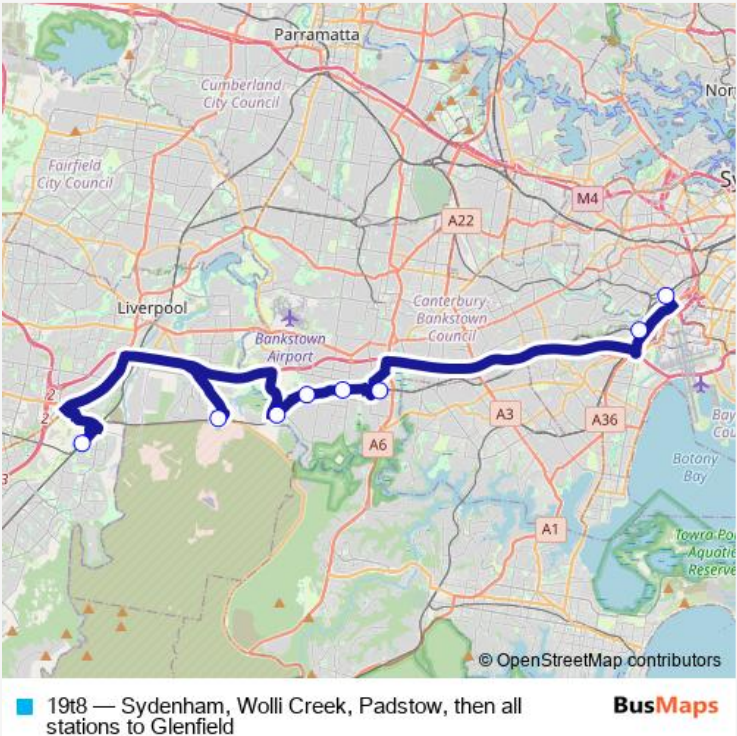 Parramatta
Cumberland
City Council
Nor
Fairfield
City Council
Sy
M4
A22
Liverpool
Canterbury-
Bankstown
Council
Bankstown
Airport
2
2
A3
A36
Bay
Cou
A6
Botany
Bay
3
A1
Towra Po
Aquatic
Reserve
© OpenStreetMap contributors
19t8 — Sydenham, Wolli Creek, Padstow, then all
stations to Glenfield
BusMaps